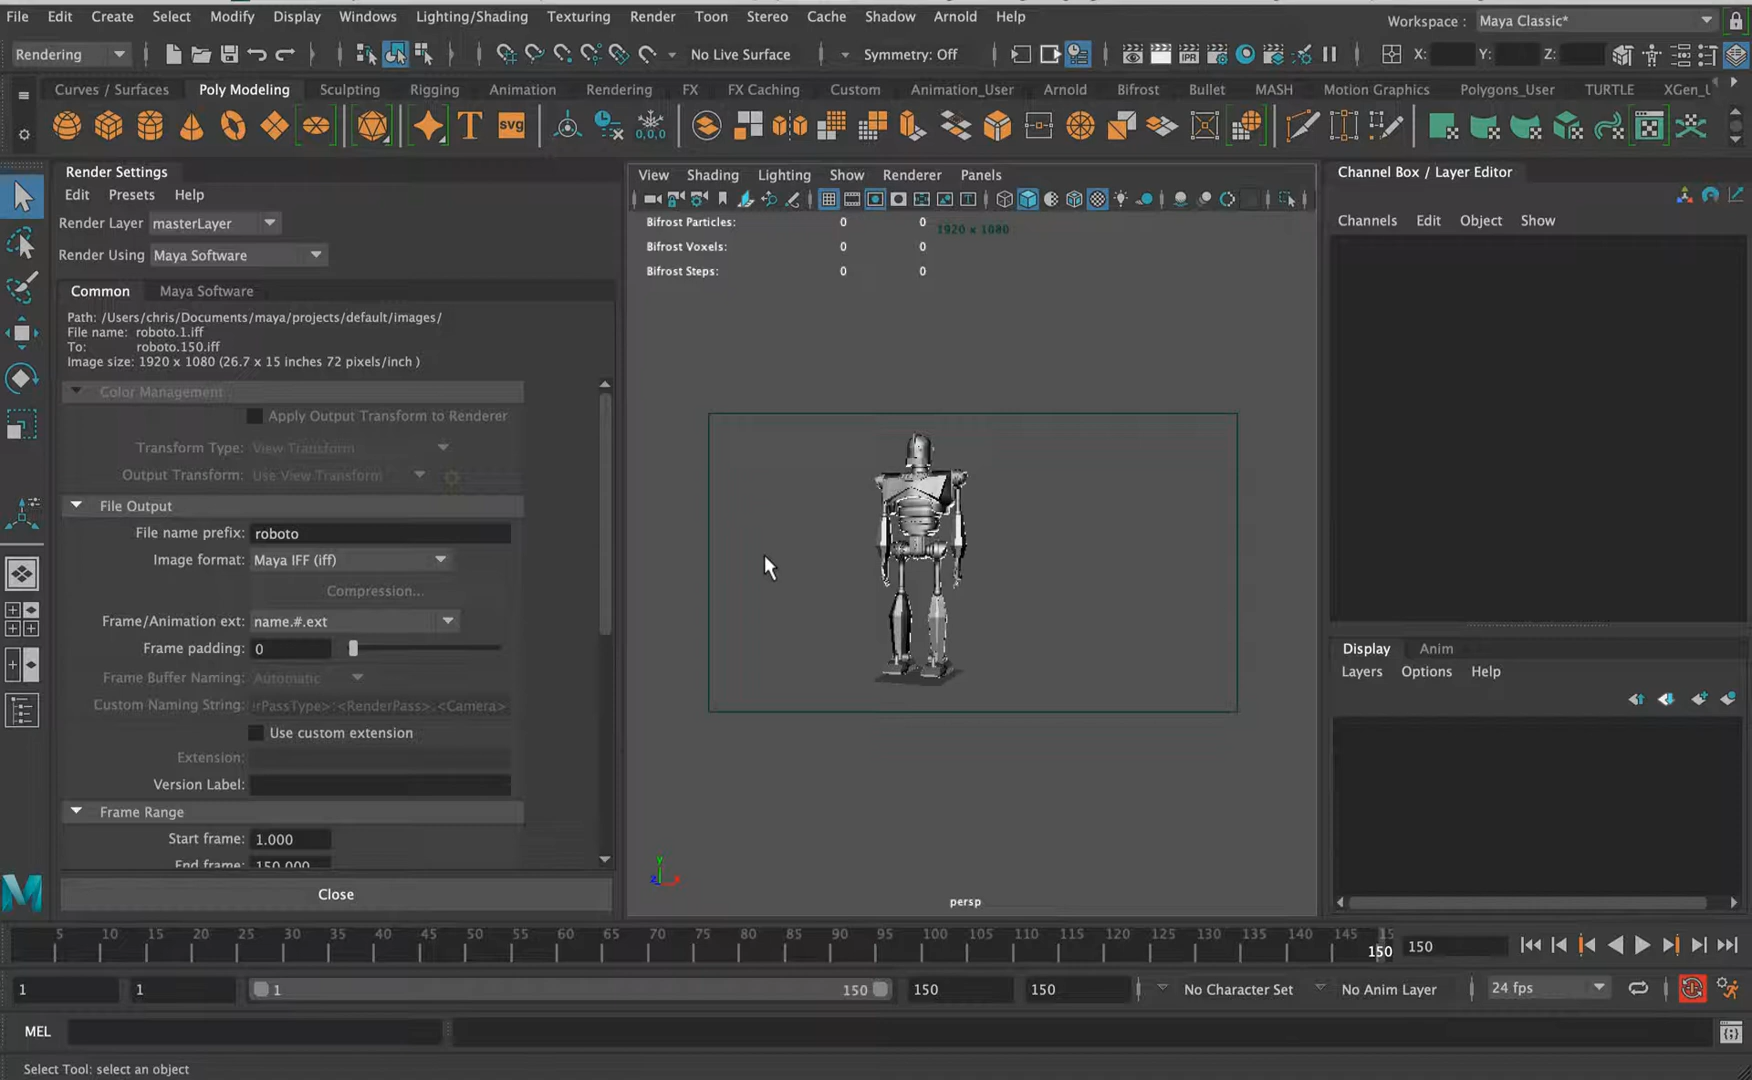 File Edit Create Select Modify Display Windows Lighting/Shading Texturing Render Toon Stereo Cache Shadow Arnold Help
Workspace : Maya Classic*
Rendering
No Live Surface
Symmetry: Off
IPR
X:
Y:
Z:
Curves / Surfaces Poly Modeling Sculpting Rigging Animation Rendering FX FX Caching Custom Animation_User Arnold Bifrost Bullet MASH Motion Graphics Polygons_User TURTLE XGen_U
T
svg
0,0,0
Render Settings
Edit Presets Help
Render Layer masterLayer
Render Using Maya Software
Common Maya Software
Path: /Users/chris/Documents/maya/projects/default/images/
File name: roboto.1.iff
To: roboto.150.iff
Image size: 1920 x 1080 (26.7 x 15 inches 72 pixels/inch )
Color Management
Apply Output Transform to Renderer
Transform Type: View Transform
Output Transform: Use View Transform
File Output
File name prefix: roboto
Image format: Maya IFF (iff)
Compression...
Frame/Animation ext: name.#.ext
Frame padding: 0
Frame Buffer Naming: Automatic
Custom Naming String: rPassType>:<RenderPass>.<Camera>
Use custom extension
Extension:
Version Label:
Frame Range
Start frame: 1.000
End frame: 150.000
Close
View Shading Lighting Show Renderer Panels
Bifrost Particles: 0 0
Bifrost Voxels: 0 0
Bifrost Steps: 0 0
1920 x 1080
y
z
x
persp
Channel Box / Layer Editor
Channels Edit Object Show
Display Anim
Layers Options Help
5 10 15 20 25 30 35 40 45 50 55 60 65 70 75 80 85 90 95 100 105 110 115 120 125 130 135 140 145 15
150
150
1
1
1
150
150
150
No Character Set
No Anim Layer
24 fps
MEL
Select Tool: select an object